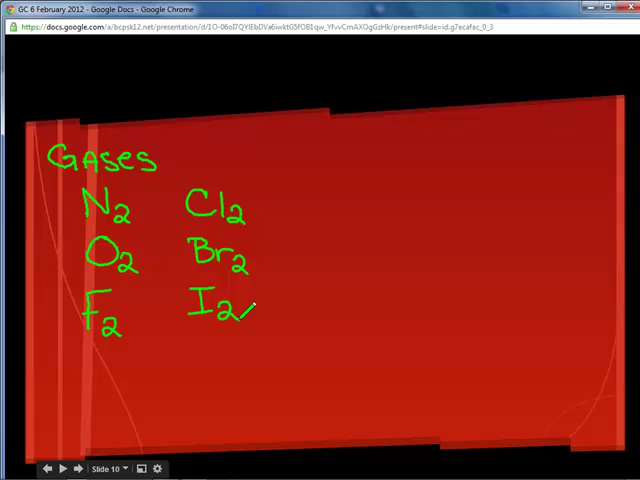 GC 6 February 2012 - Google Docs - Google Chrome
https://docs.google.com/a/bcpsk12.net/presentation/d/1O-06oI7QYIEbDVa6iwktGYLi4qi9OB1nq_YfvvCmAXOgGzHk/present#slide=id.g7ecafac_0_3
GASES
N2 Cl2
O2 Br2
F2 I2
Slide 10